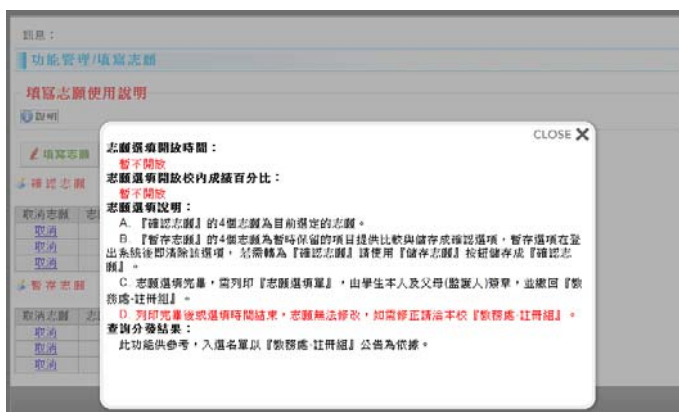 訊息：
功能管理/填寫志願
填寫志願使用說明
說明
CLOSE
填寫志願
志願選填開放時間：
暫不開放
志願選填開放校內成績百分比：
暫不開放
確認志願
志願選填說明：
A. 『確認志願』的4個志願為目前選定的志願。
取消志願
取消
B. 『暫存志願』的4個志願為暫時保留的項目提供比較與儲存成確認選項，暫存選項在登
取消
出系統後即清除該選項，若需轉為『確認志願』請使用『儲存志願』按鈕儲存成『確認志
取消
願』。
暫存志願
C. 志願選填完畢，需列印『志願選填單』，由學生本人及父母(監護人)簽章，並繳回『教
務處-註冊組』。
取消志願
D. 列印完畢後或選填時間結束，志願無法修改，如需修正請洽本校『教務處-註冊組』。
取消
查詢分發結果：
取消
此功能供參考，入選名單以『教務處-註冊組』公告為依據。
取消